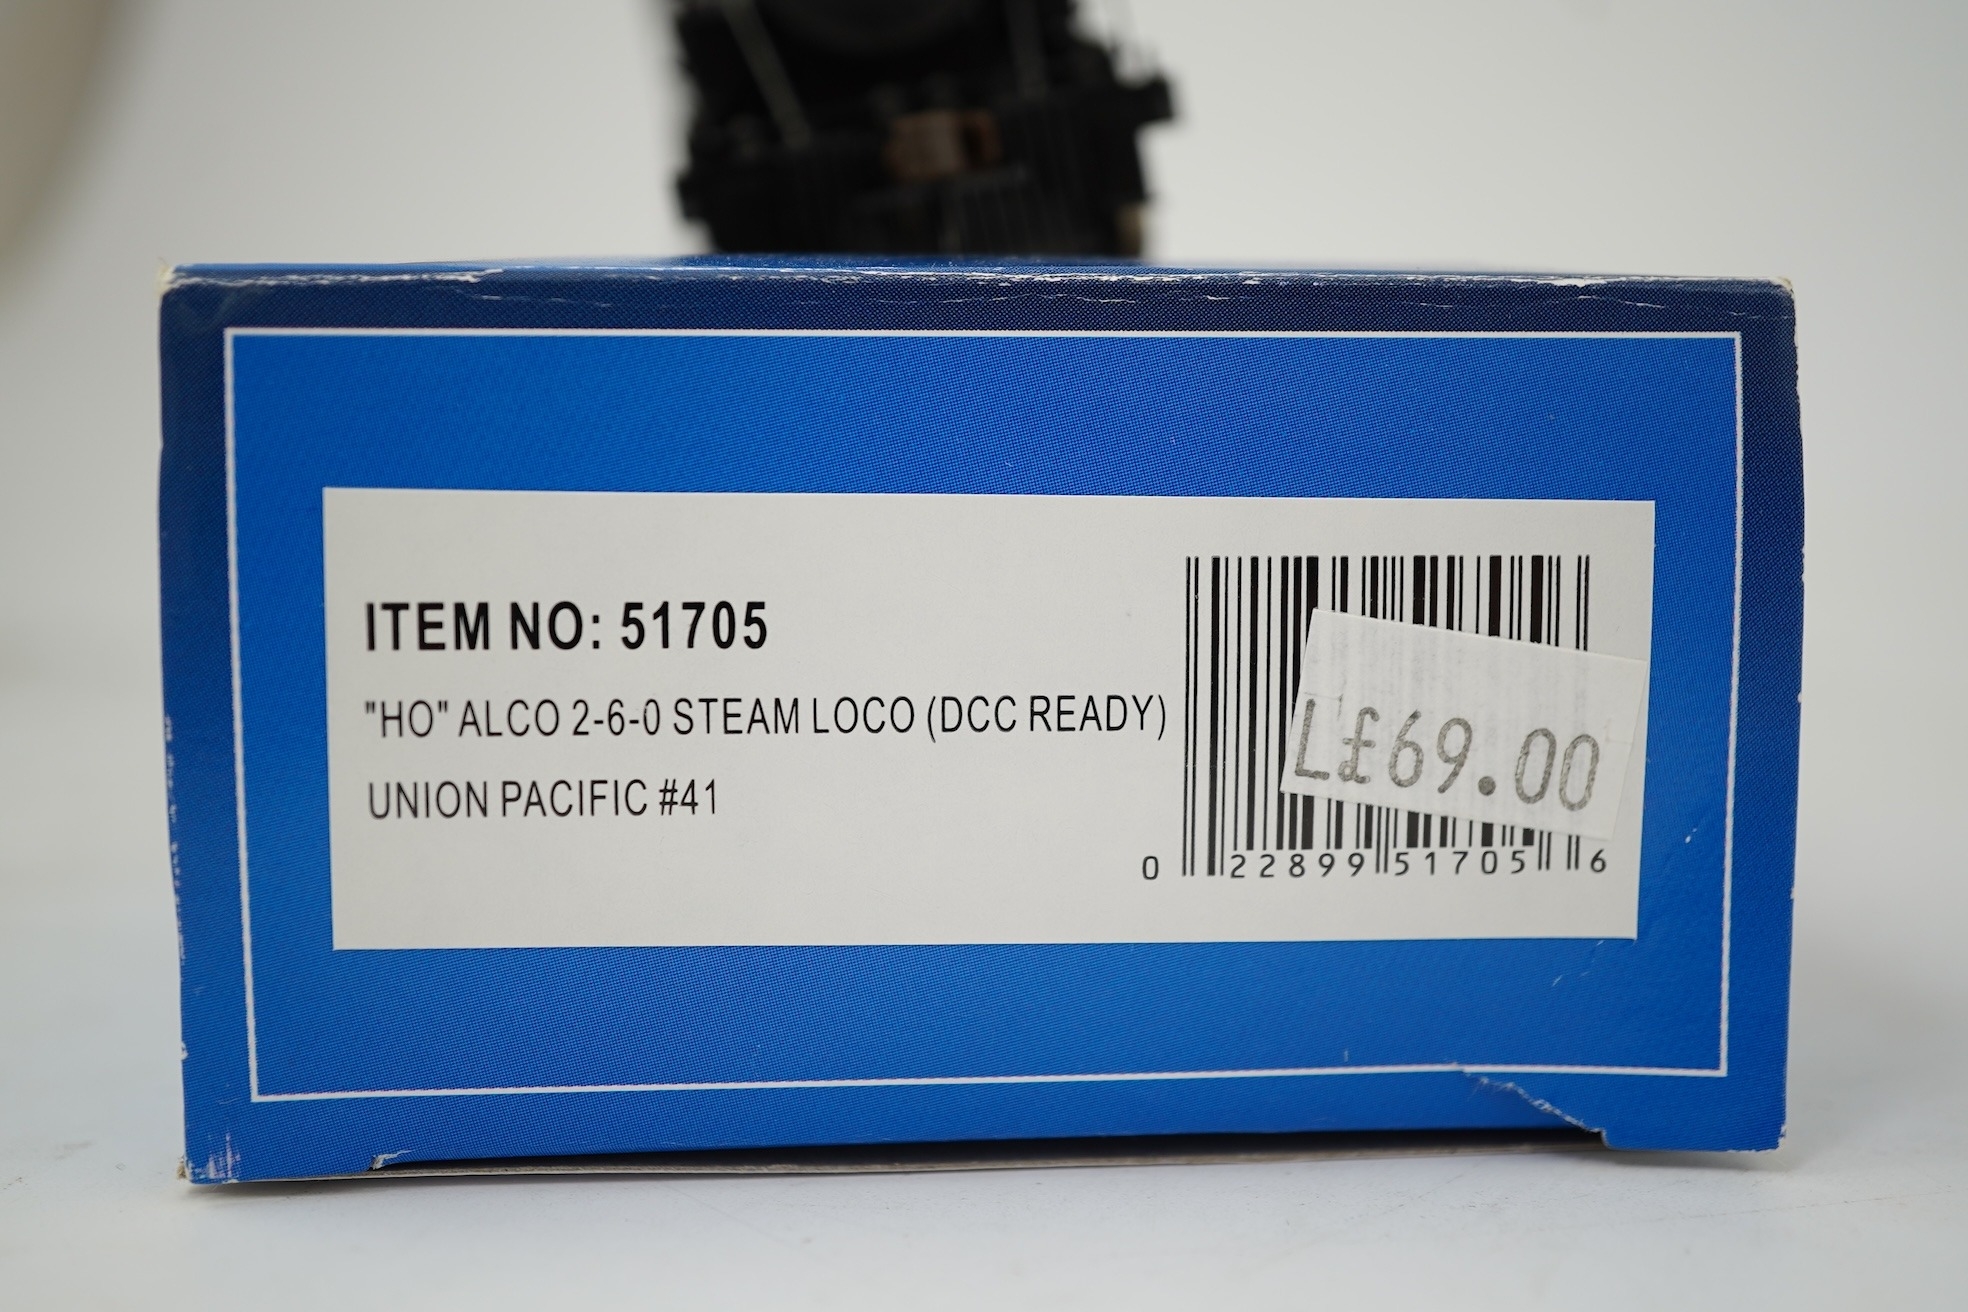 ITEM NO: 51705
"HO" ALCO 2-6-0 STEAM LOCO (DCC READY)
UNION PACIFIC #41
L£69.00
0 22899 51705 6